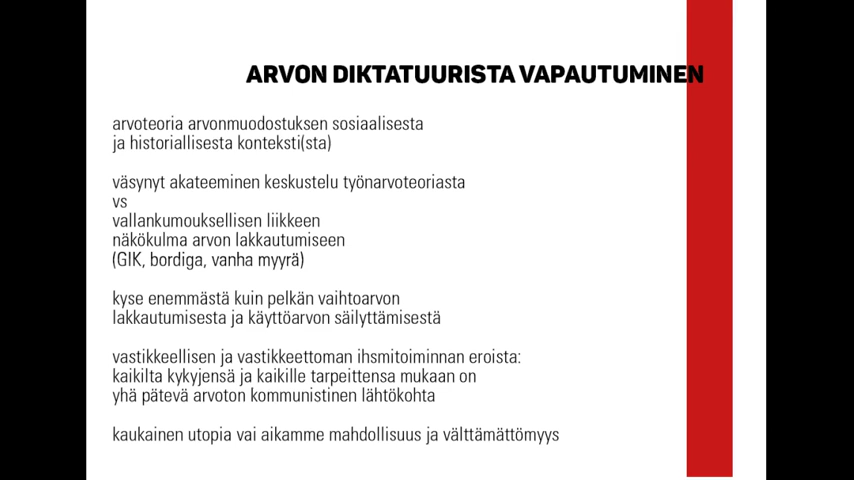 ARVON DIKTATUURISTA VAPAUTUMINEN
arvoteoria arvonmuodostuksen sosiaalisesta
ja historiallisesta konteksti(sta)
väsynyt akateeminen keskustelu työnarvoteoriasta
vs
vallankumouksellisen liikkeen
näkökulma arvon lakkautumiseen
(GIK, bordiga, vanha myyrä)
kyse enemmästä kuin pelkän vaihtoarvon
lakkautumisesta ja käyttöarvon säilyttämisestä
vastikkeellisen ja vastikkeettoman ihsmitoiminnan eroista:
kaikilta kykyjensä ja kaikille tarpeittensa mukaan on
yhä pätevä arvoton kommunistinen lähtökohta
kaukainen utopia vai aikamme mahdollisuus ja välttämättömyys